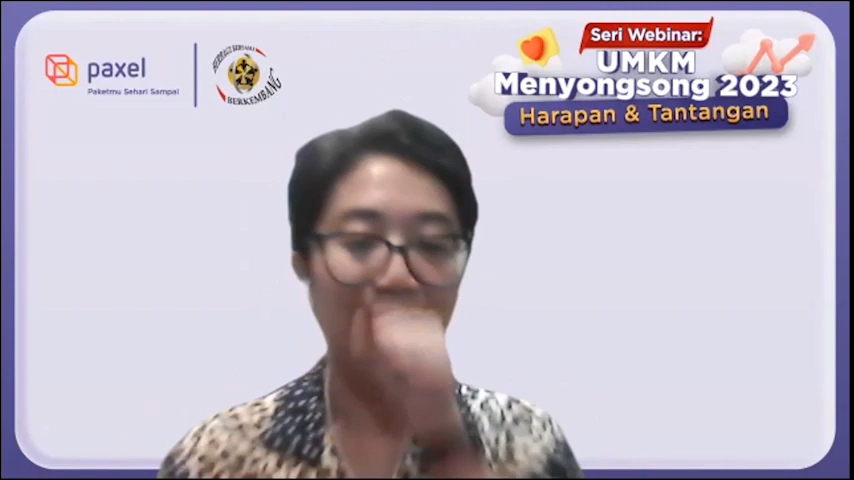 paxel
Paketmu Sehari Sampai
BERKEMBANG
Seri Webinar:
UMKM
Menyongsong 2023
Harapan & Tantangan